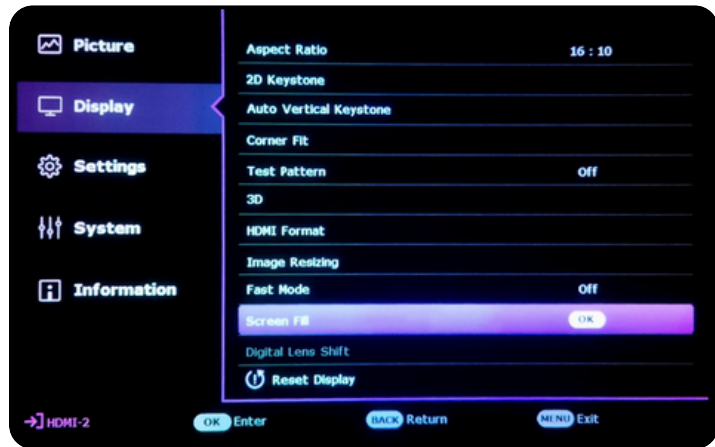 Picture
Display
Settings
System
Information
Aspect Ratio 16 : 10
2D Keystone
Auto Vertical Keystone
Corner Fit
Test Pattern Off
3D
HDMI Format
Image Resizing
Fast Mode Off
Screen Fill OK
Digital Lens Shift
Reset Display
HDMI-2 OK Enter BACK Return MENU Exit